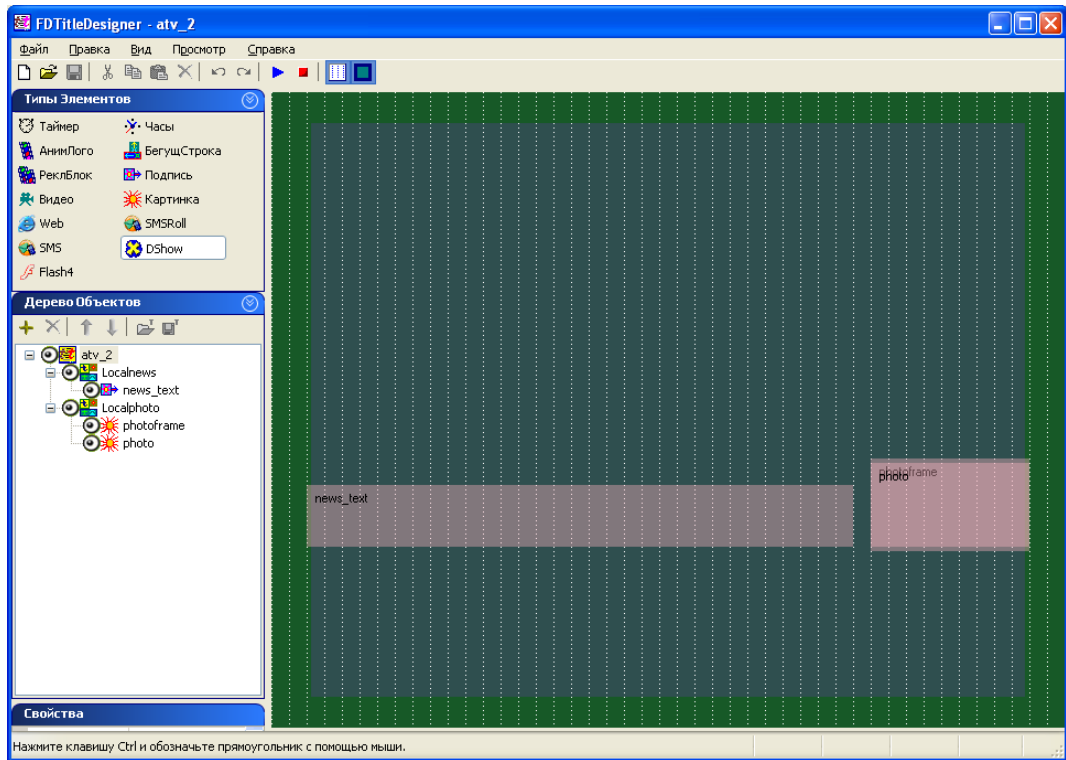 FDTitleDesigner - atv_2
Файл Правка Вид Просмотр Справка
Типы Элементов
Таймер Часы
АнимЛого БегущСтрока
РеклБлок Подпись
Видео Картинка
Web SMSRoll
SMS DShow
Flash4
Дерево Объектов
atv_2
Localnews
news_text
Localphoto
photoframe
photo
photoframe
photo
news_text
Свойства
Нажмите клавишу Ctrl и обозначьте прямоугольник с помощью мыши.